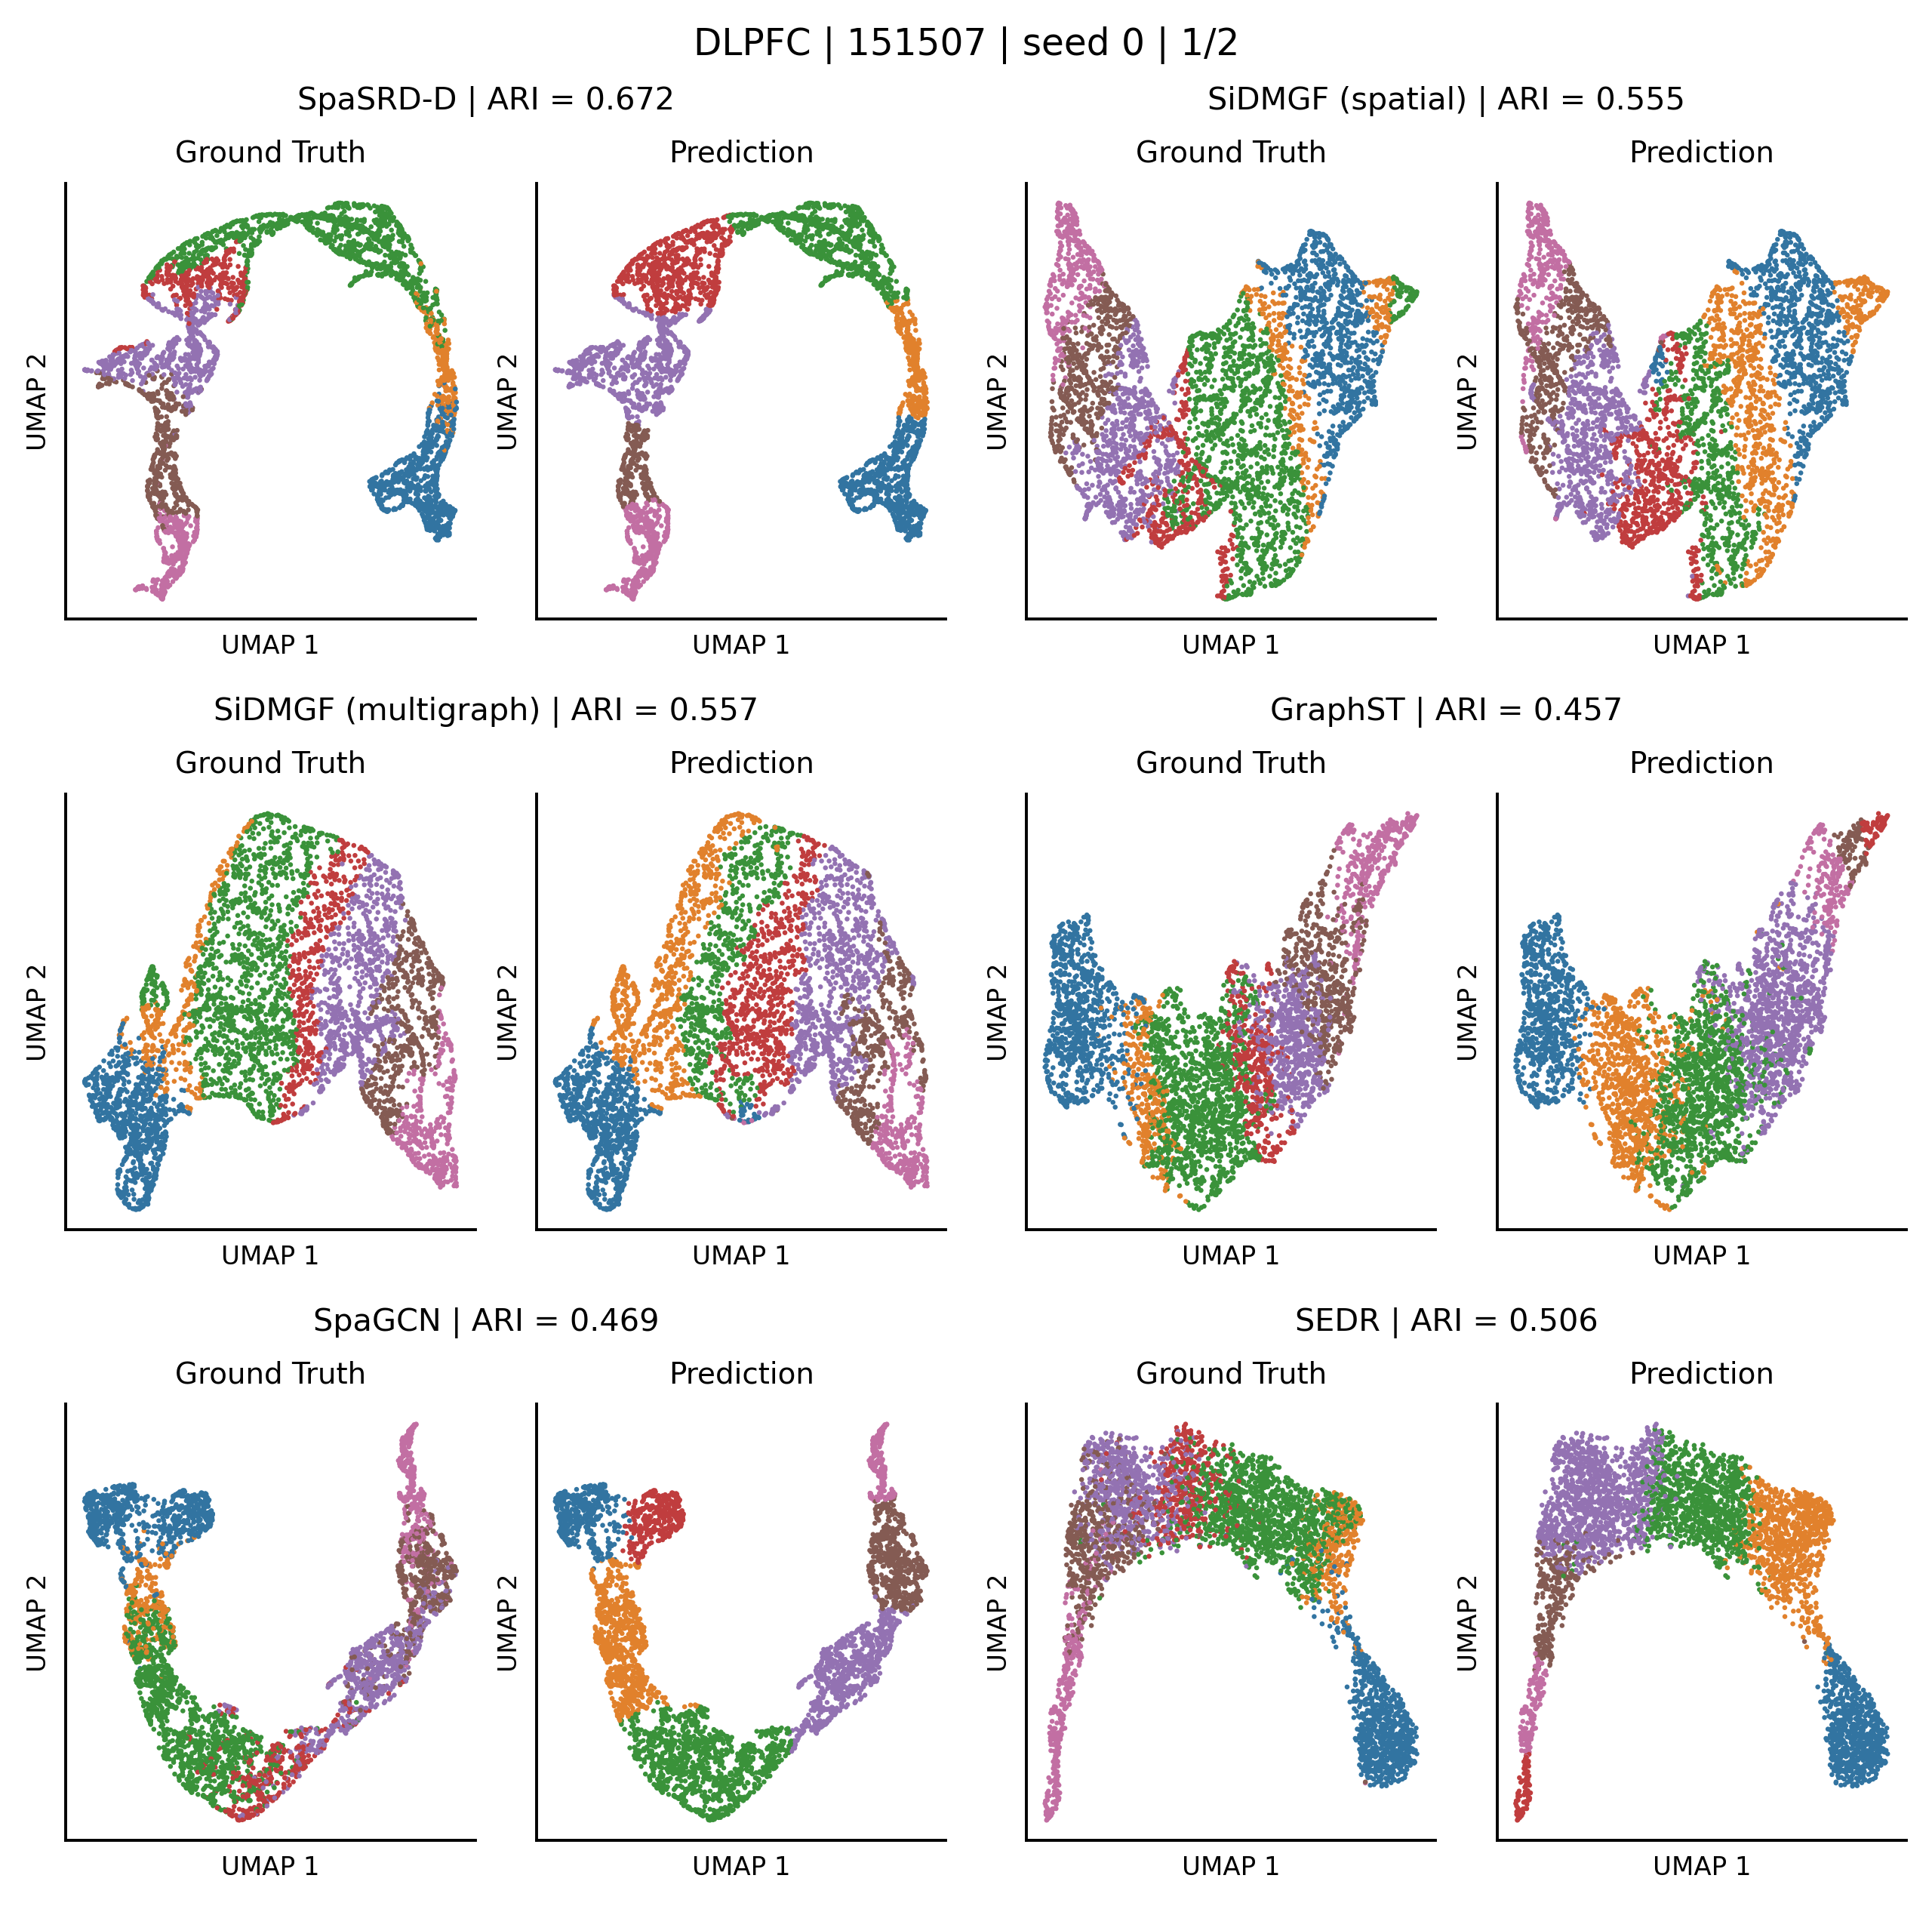 DLPFC | 151507 | seed 0 | 1/2
SpaSRD-D | ARI = 0.672
Ground Truth
Prediction
UMAP 2
UMAP 1
UMAP 2
UMAP 1
SiDMGF (spatial) | ARI = 0.555
Ground Truth
Prediction
UMAP 2
UMAP 1
UMAP 2
UMAP 1
SiDMGF (multigraph) | ARI = 0.557
Ground Truth
Prediction
UMAP 2
UMAP 1
UMAP 2
UMAP 1
GraphST | ARI = 0.457
Ground Truth
Prediction
UMAP 2
UMAP 1
UMAP 2
UMAP 1
SpaGCN | ARI = 0.469
Ground Truth
Prediction
UMAP 2
UMAP 1
UMAP 2
UMAP 1
SEDR | ARI = 0.506
Ground Truth
Prediction
UMAP 2
UMAP 1
UMAP 2
UMAP 1